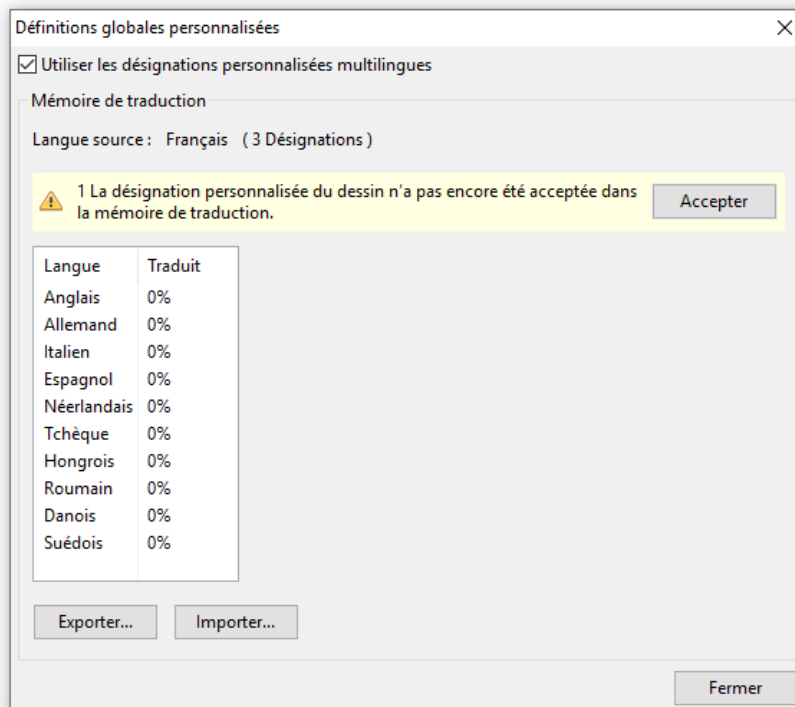 Définitions globales personnalisées
Utiliser les désignations personnalisées multilingues
Mémoire de traduction
Langue source : Français ( 3 Désignations )
1 La désignation personnalisée du dessin n'a pas encore été acceptée dans
la mémoire de traduction.
Accepter
Langue Traduit
Anglais 0%
Allemand 0%
Italien 0%
Espagnol 0%
Néerlandais 0%
Tchèque 0%
Hongrois 0%
Roumain 0%
Danois 0%
Suédois 0%
Exporter... Importer...
Fermer